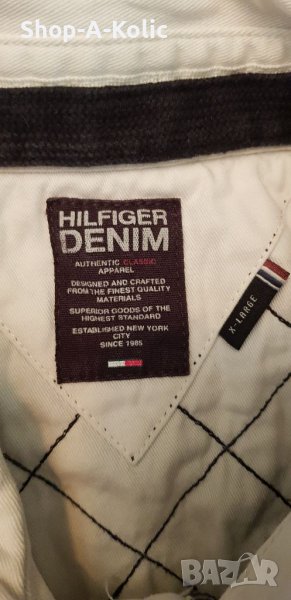 Shop-A-Kolic
HILFIGER
DENIM
AUTHENTIC CLASSIC
APPAREL
DESIGNED AND CRAFTED
FROM THE FINEST QUALITY
MATERIALS
SUPERIOR GOODS OF THE
HIGHEST STANDARD
ESTABLISHED NEW YORK
CITY
SINCE 1985
X-LARGE
BAZAR